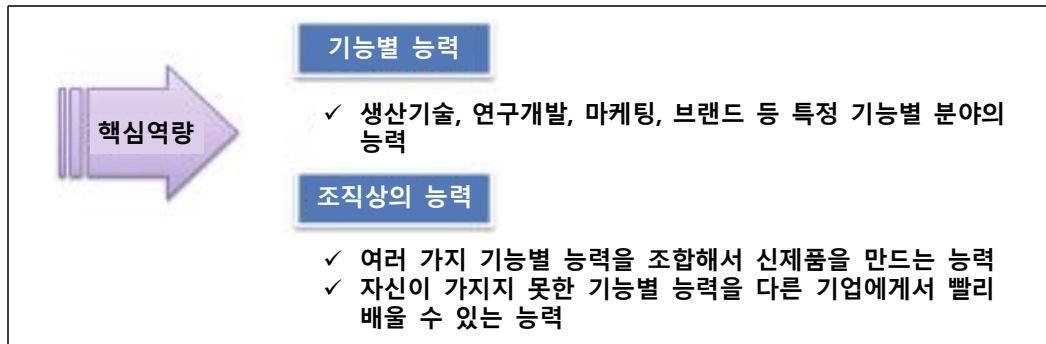 기능별 능력
핵심역량
✓ 생산기술, 연구개발, 마케팅, 브랜드 등 특정 기능별 분야의
능력
조직상의 능력
✓ 여러 가지 기능별 능력을 조합해서 신제품을 만드는 능력
✓ 자신이 가지지 못한 기능별 능력을 다른 기업에게서 빨리
배울 수 있는 능력